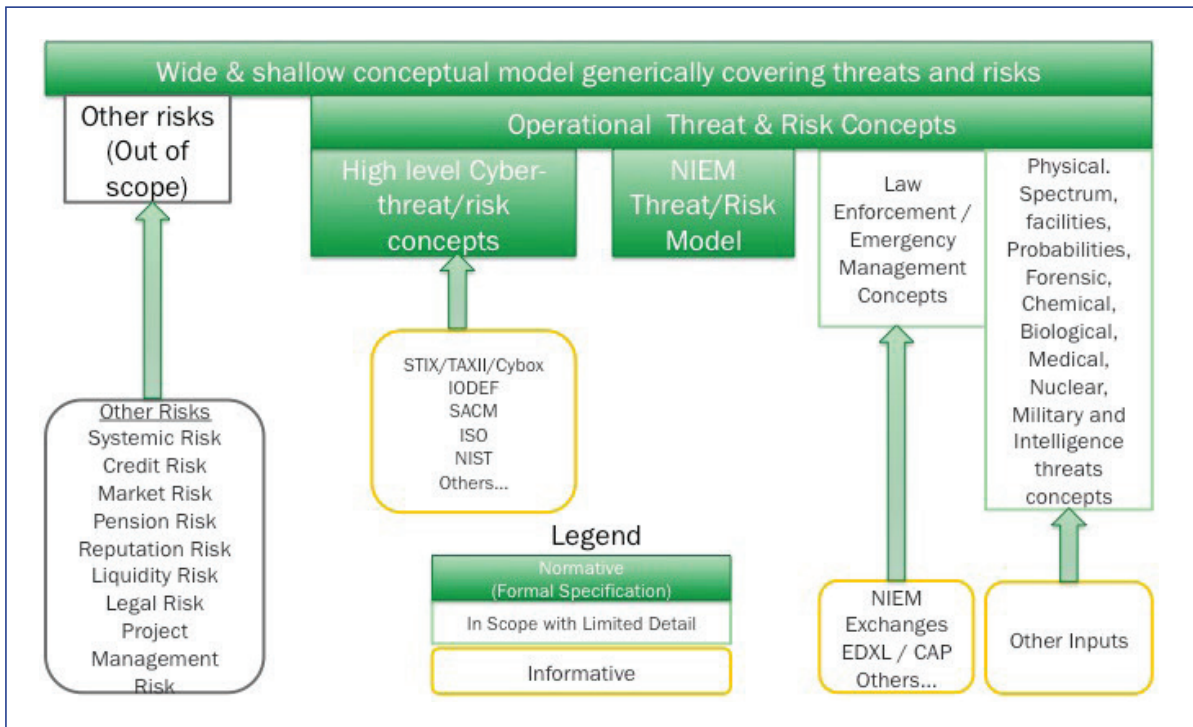 Wide & shallow conceptual model generically covering threats and risks
Other risks
(Out of
scope)
Operational Threat & Risk Concepts
High level Cyber-
threat/risk
concepts
NIEM
Threat/Risk
Model
Law
Enforcement /
Emergency
Management
Concepts
Physical.
Spectrum,
facilities,
Probabilities,
Forensic,
Chemical,
Biological,
Medical,
Nuclear,
Military and
Intelligence
threats
concepts
STIX/TAXII/Cybox
IODEF
SACM
ISO
NIST
Others...
Other Risks
Systemic Risk
Credit Risk
Market Risk
Pension Risk
Reputation Risk
Liquidity Risk
Legal Risk
Project
Management
Risk
Legend
Normative
(Formal Specification)
In Scope with Limited Detail
Informative
NIEM
Exchanges
EDXL / CAP
Others...
Other Inputs